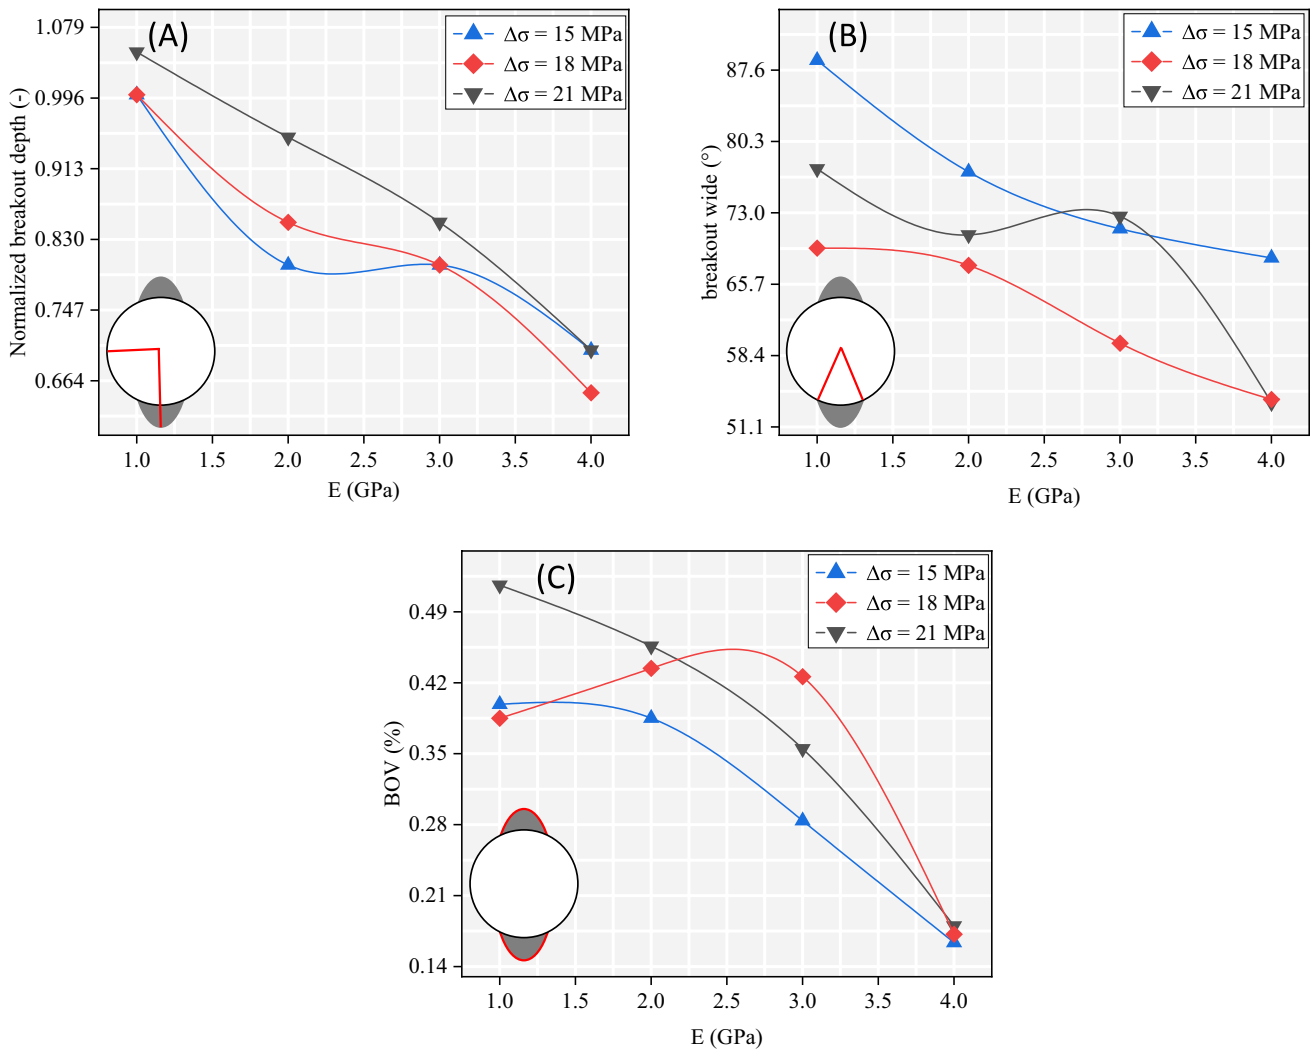 (A)
Δσ = 15 MPa
Δσ = 18 MPa
Δσ = 21 MPa
1.079
0.996
0.913
0.830
0.747
0.664
Normalized breakout depth (-)
1.0 1.5 2.0 2.5 3.0 3.5 4.0
E (GPa)
(B)
Δσ = 15 MPa
Δσ = 18 MPa
Δσ = 21 MPa
87.6
80.3
73.0
65.7
58.4
51.1
breakout wide (°)
1.0 1.5 2.0 2.5 3.0 3.5 4.0
E (GPa)
(C)
Δσ = 15 MPa
Δσ = 18 MPa
Δσ = 21 MPa
0.49
0.42
0.35
0.28
0.21
0.14
BOV (%)
1.0 1.5 2.0 2.5 3.0 3.5 4.0
E (GPa)